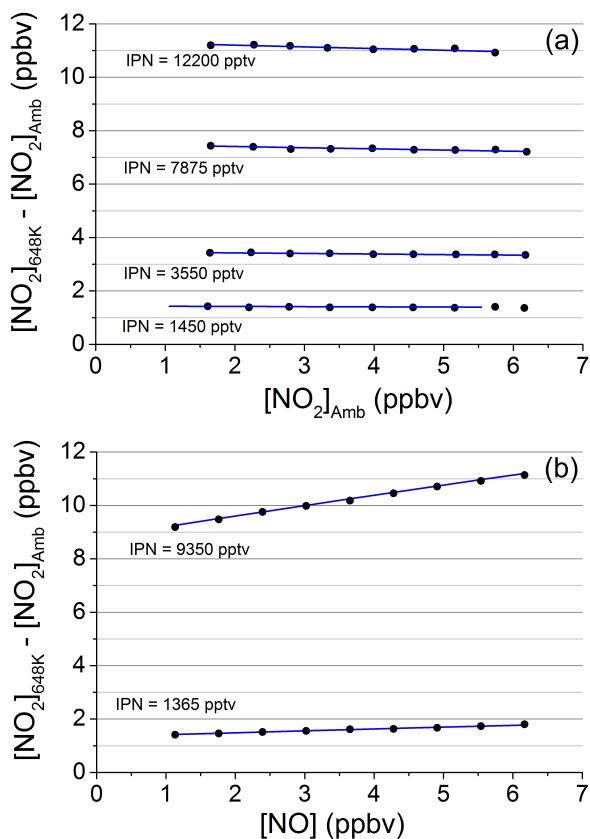 12
(a)
10
IPN = 12200 pptv
8
IPN = 7875 pptv
6
4
IPN = 3550 pptv
2
IPN = 1450 pptv
0
0 1 2 3 4 5 6 7
[NO2]Amb (ppbv)
[NO2]648K - [NO2]Amb (ppbv)
12
(b)
10
IPN = 9350 pptv
8
6
4
IPN = 1365 pptv
2
0
0 1 2 3 4 5 6 7
[NO] (ppbv)
[NO2]648K - [NO2]Amb (ppbv)